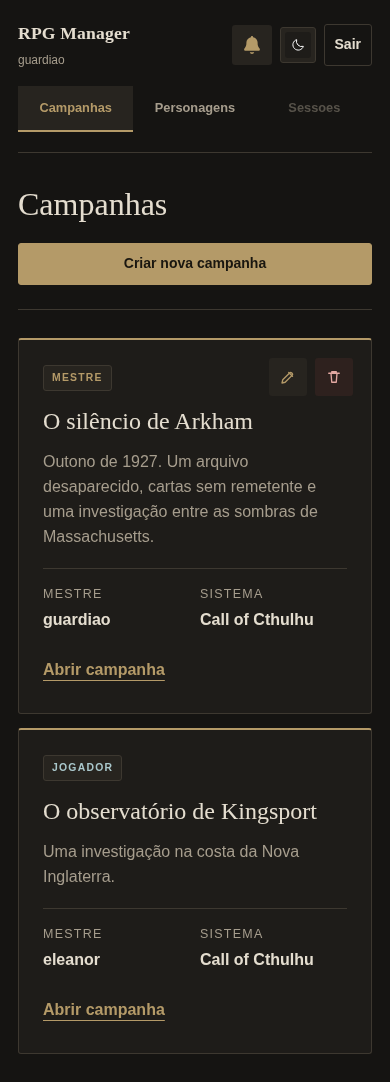 RPG Manager
guardiao
Sair
Campanhas
Personagens
Sessoes
Campanhas
Criar nova campanha
MESTRE
O silêncio de Arkham
Outono de 1927. Um arquivo
desaparecido, cartas sem remetente e
uma investigação entre as sombras de
Massachusetts.
MESTRE
SISTEMA
guardiao
Call of Cthulhu
Abrir campanha
JOGADOR
O observatório de Kingsport
Uma investigação na costa da Nova
Inglaterra.
MESTRE
SISTEMA
eleanor
Call of Cthulhu
Abrir campanha